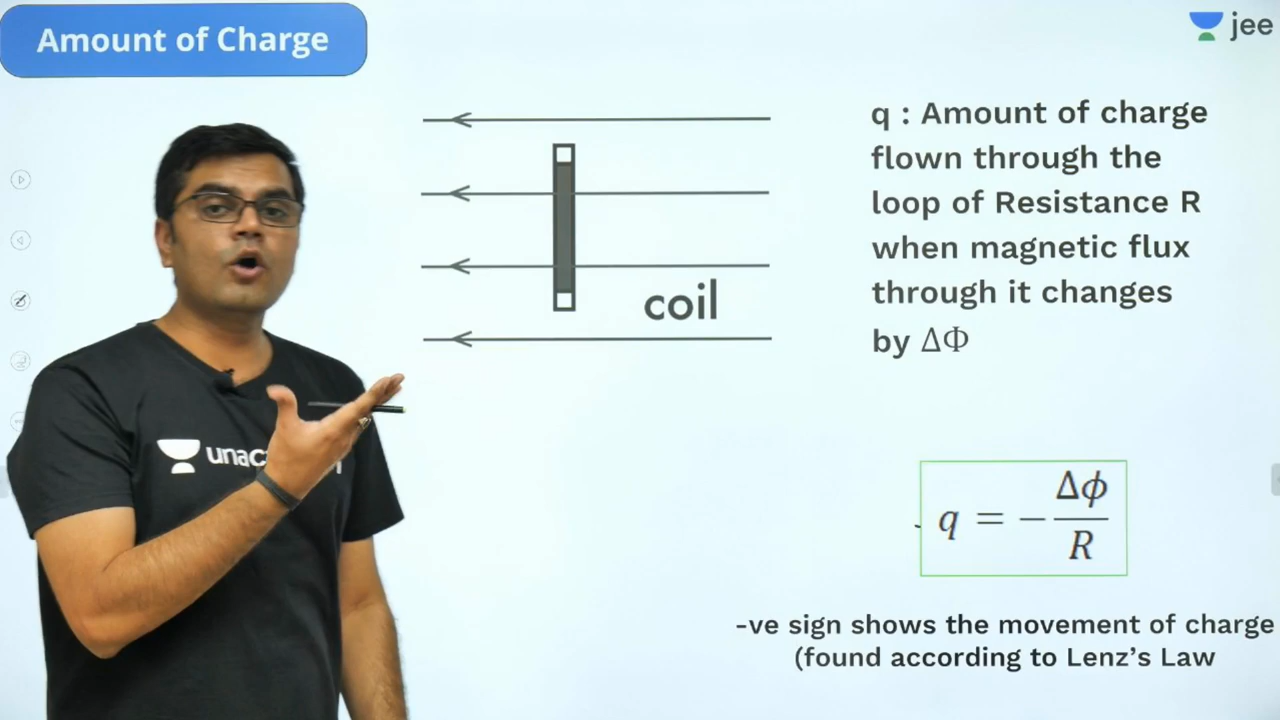 Amount of Charge
jee
q : Amount of charge
flown through the
loop of Resistance R
when magnetic flux
through it changes
by ΔΦ
coil
q = - Δϕ / R
-ve sign shows the movement of charge
(found according to Lenz's Law